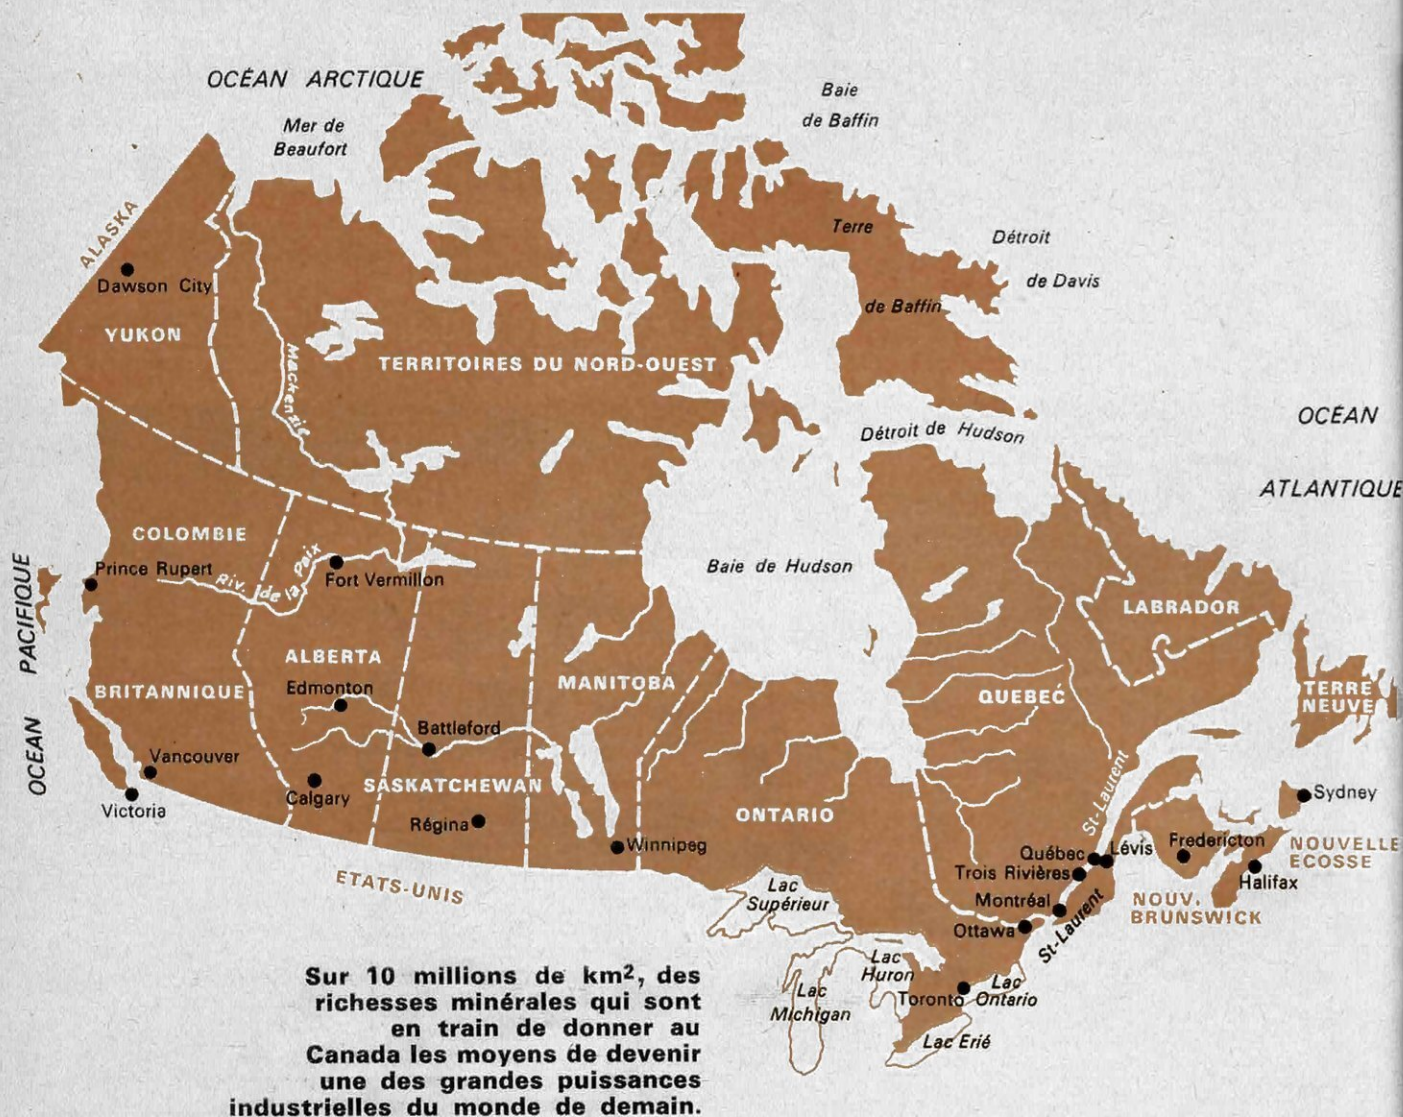 OCÉAN ARCTIQUE
Mer de
Beaufort
Baie
de Baffin
ALASKA
Dawson City
YUKON
Mackenzie
TERRITOIRES DU NORD-OUEST
Terre
de Baffin
Détroit
de Davis
Détroit de Hudson
OCÉAN
ATLANTIQUE
OCEAN PACIFIQUE
COLOMBIE
BRITANNIQUE
Prince Rupert
Riv. de la Paix
Fort Vermillon
Baie de Hudson
LABRADOR
ALBERTA
Edmonton
MANITOBA
QUEBEĆ
TERRE
NEUVE
Battleford
Vancouver
Victoria
Calgary
SASKATCHEWAN
Régina
Winnipeg
ONTARIO
St-Laurent
Sydney
Québec
Lévis
Fredericton
NOUVELLE
ECOSSE
Trois Rivières
Halifax
Montréal
NOUV.
BRUNSWICK
Ottawa
St-Laurent
ETATS-UNIS
Lac
Supérieur
Lac
Huron
Lac
Michigan
Toronto
Lac
Ontario
Lac Erié
Sur 10 millions de km², des
richesses minérales qui sont
en train de donner au
Canada les moyens de devenir
une des grandes puissances
industrielles du monde de demain.